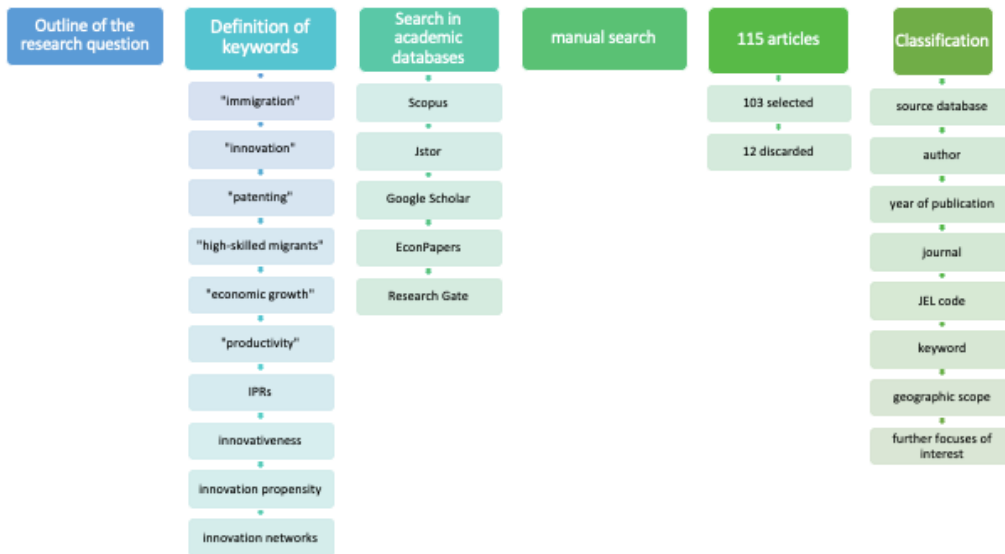 Outline of the
research question
Definition of
keywords
"immigration"
"innovation"
"patenting"
"high-skilled migrants"
"economic growth"
"productivity"
IPRs
innovativeness
innovation propensity
innovation networks
Search in
academic
databases
Scopus
Jstor
Google Scholar
EconPapers
Research Gate
manual search
115 articles
103 selected
12 discarded
Classification
source database
author
year of publication
journal
JEL code
keyword
geographic scope
further focuses of
interest